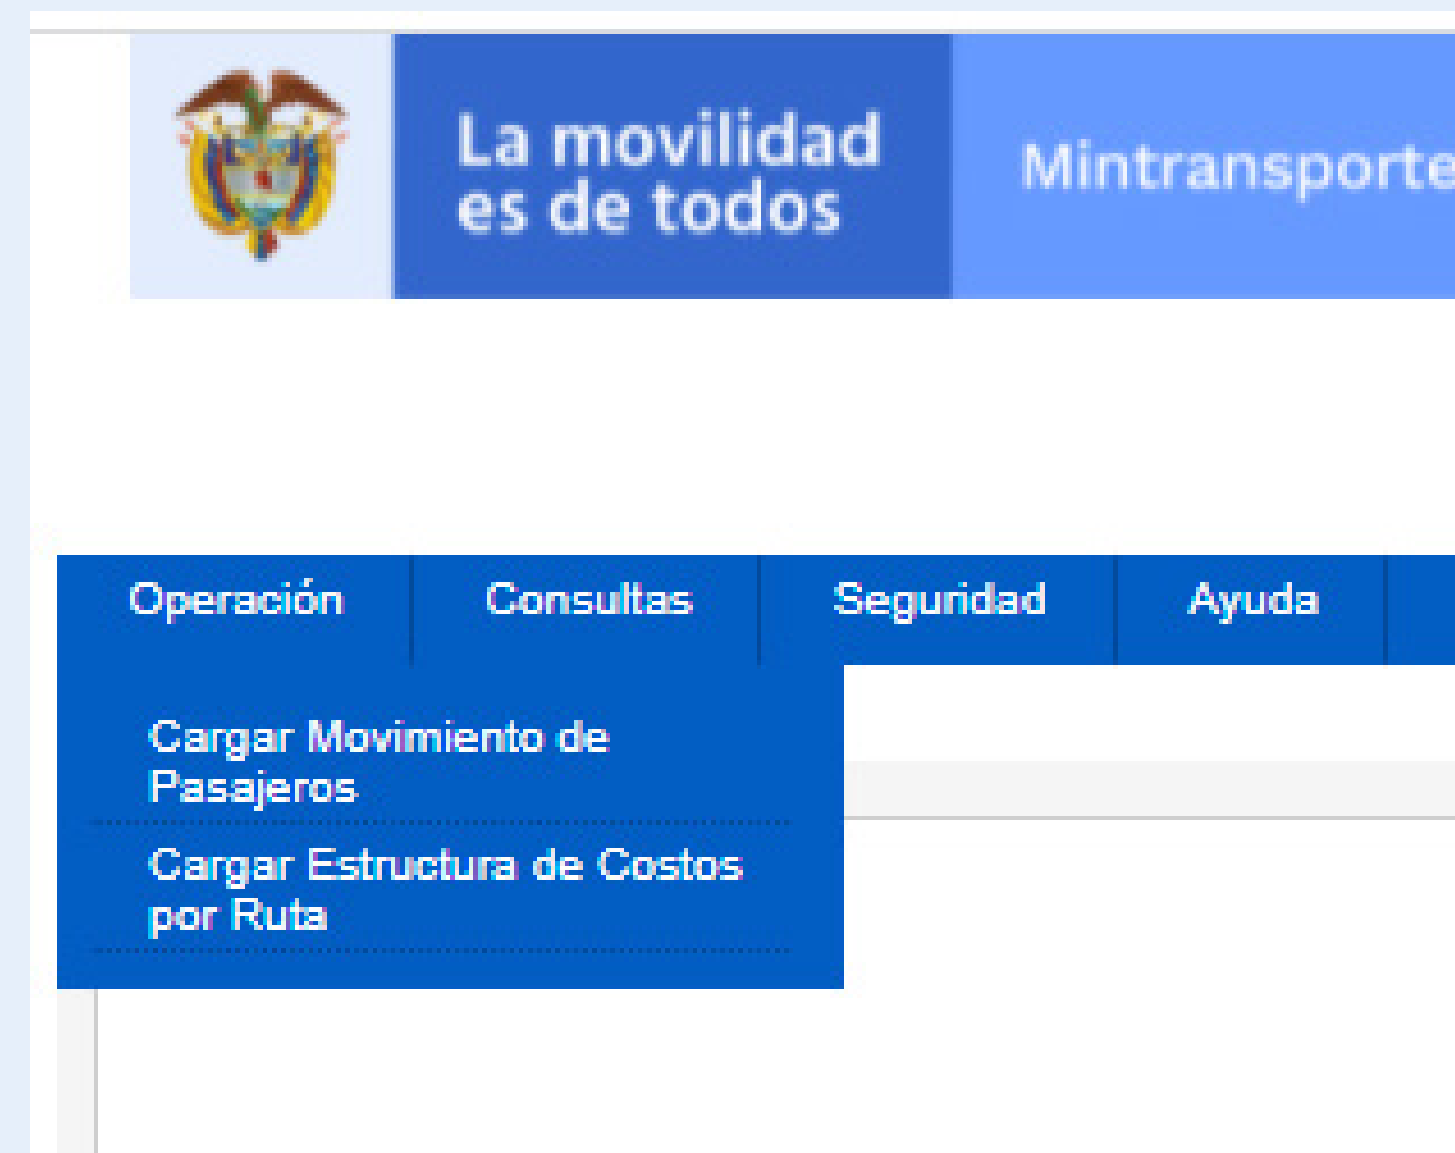 La movilidad
es de todos
Mintransporte
Operación
Consultas
Seguridad
Ayuda
Cargar Movimiento de
Pasajeros
Cargar Estructura de Costos
por Ruta